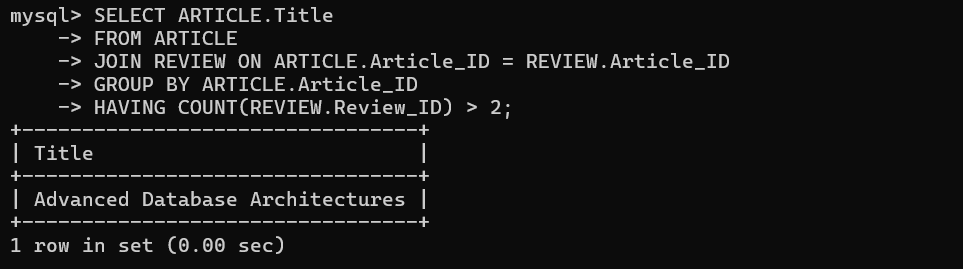 mysql> SELECT ARTICLE.Title
    -> FROM ARTICLE
    -> JOIN REVIEW ON ARTICLE.Article_ID = REVIEW.Article_ID
    -> GROUP BY ARTICLE.Article_ID
    -> HAVING COUNT(REVIEW.Review_ID) > 2;
+---------------------------------+
| Title                           |
+---------------------------------+
| Advanced Database Architectures |
+---------------------------------+
1 row in set (0.00 sec)